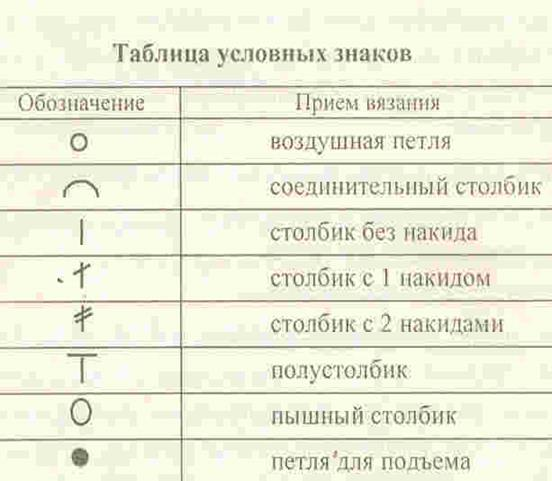 Таблица условных знаков
Обозначение Прием вязания
воздушная петля
соединительный столбик
столбик без накида
столбик с 1 накидом
столбик с 2 накидами
полустолбик
пышный столбик
петля для подъема